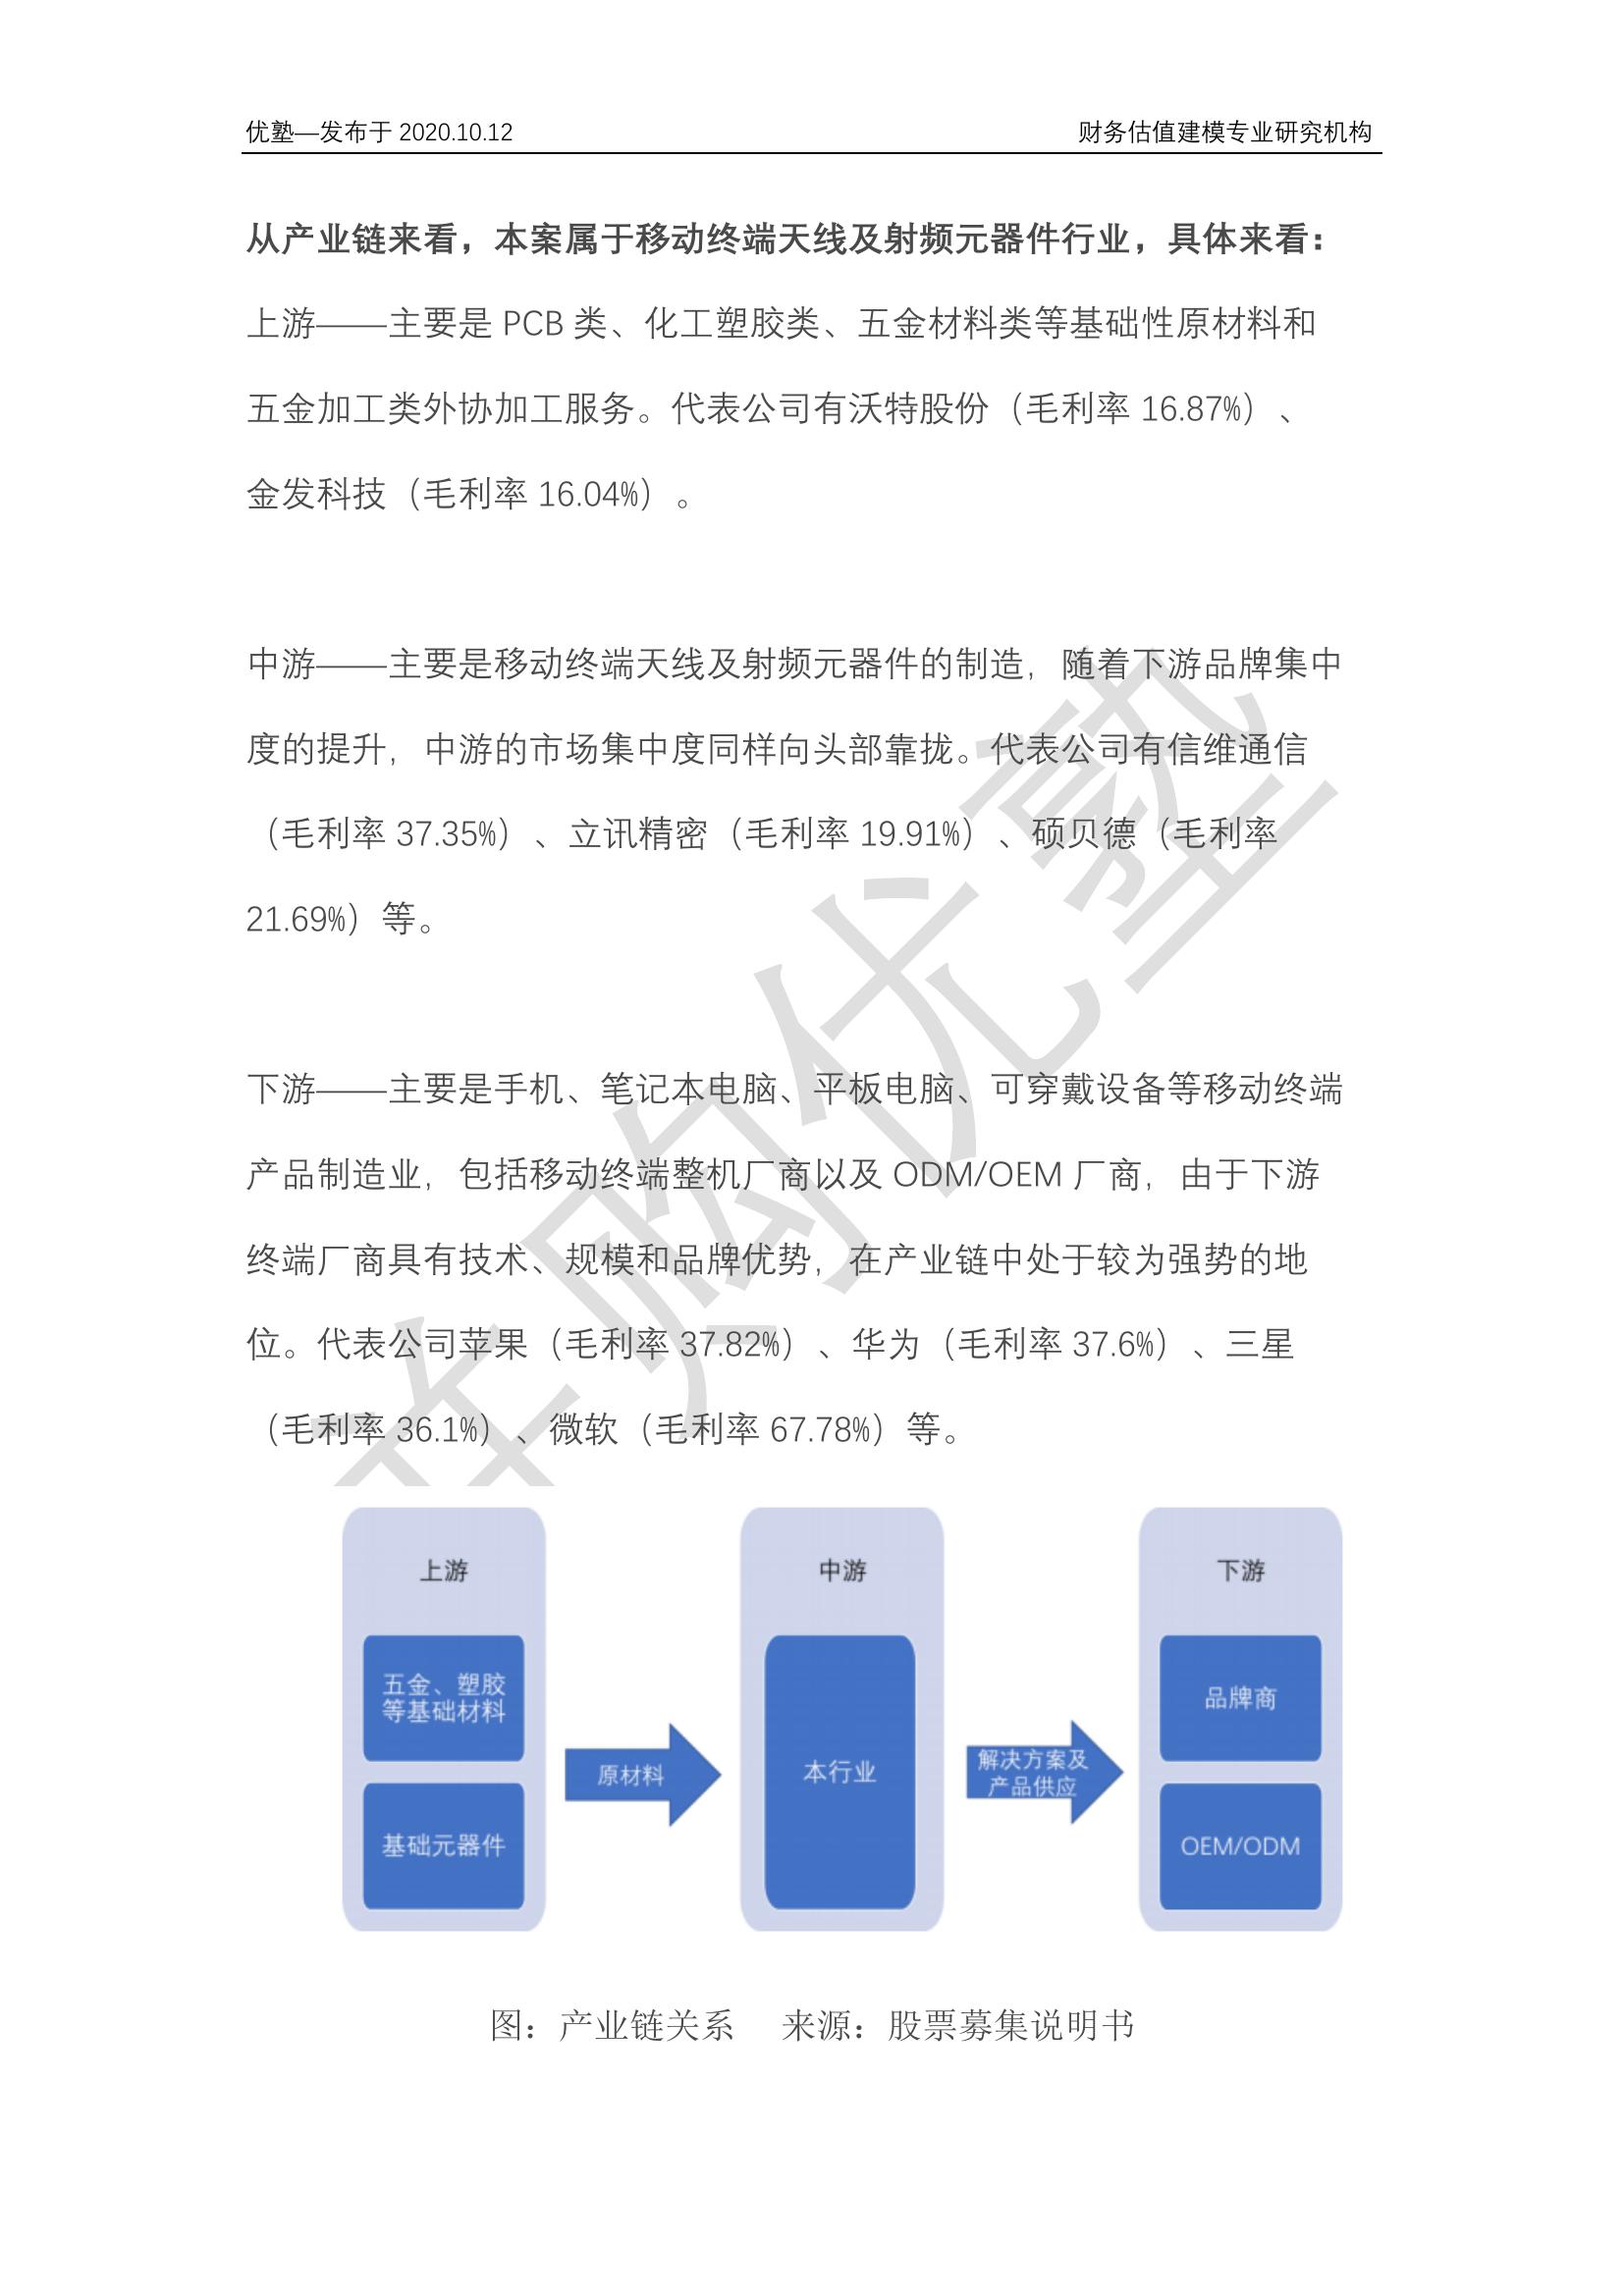 优塾—发布于 2020.10.12
财务估值建模专业研究机构
从产业链来看，本案属于移动终端天线及射频元器件行业，具体来看：
上游——主要是 PCB 类、化工塑胶类、五金材料类等基础性原材料和
五金加工类外协加工服务。代表公司有沃特股份（毛利率 16.87%）、
金发科技（毛利率 16.04%）。
中游——主要是移动终端天线及射频元器件的制造，随着下游品牌集中
度的提升，中游的市场集中度同样向头部靠拢。代表公司有信维通信
（毛利率 37.35%）、立讯精密（毛利率 19.91%）、硕贝德（毛利率
21.69%）等。
下游——主要是手机、笔记本电脑、平板电脑、可穿戴设备等移动终端
产品制造业，包括移动终端整机厂商以及 ODM/OEM 厂商，由于下游
终端厂商具有技术、规模和品牌优势，在产业链中处于较为强势的地
位。代表公司苹果（毛利率 37.82%）、华为（毛利率 37.6%）、三星
（毛利率 36.1%）、微软（毛利率 67.78%）等。
上游
五金、塑胶
等基础材料
基础元器件
原材料
中游
本行业
解决方案及
产品供应
下游
品牌商
OEM/ODM
图：产业链关系 来源：股票募集说明书
购优塾